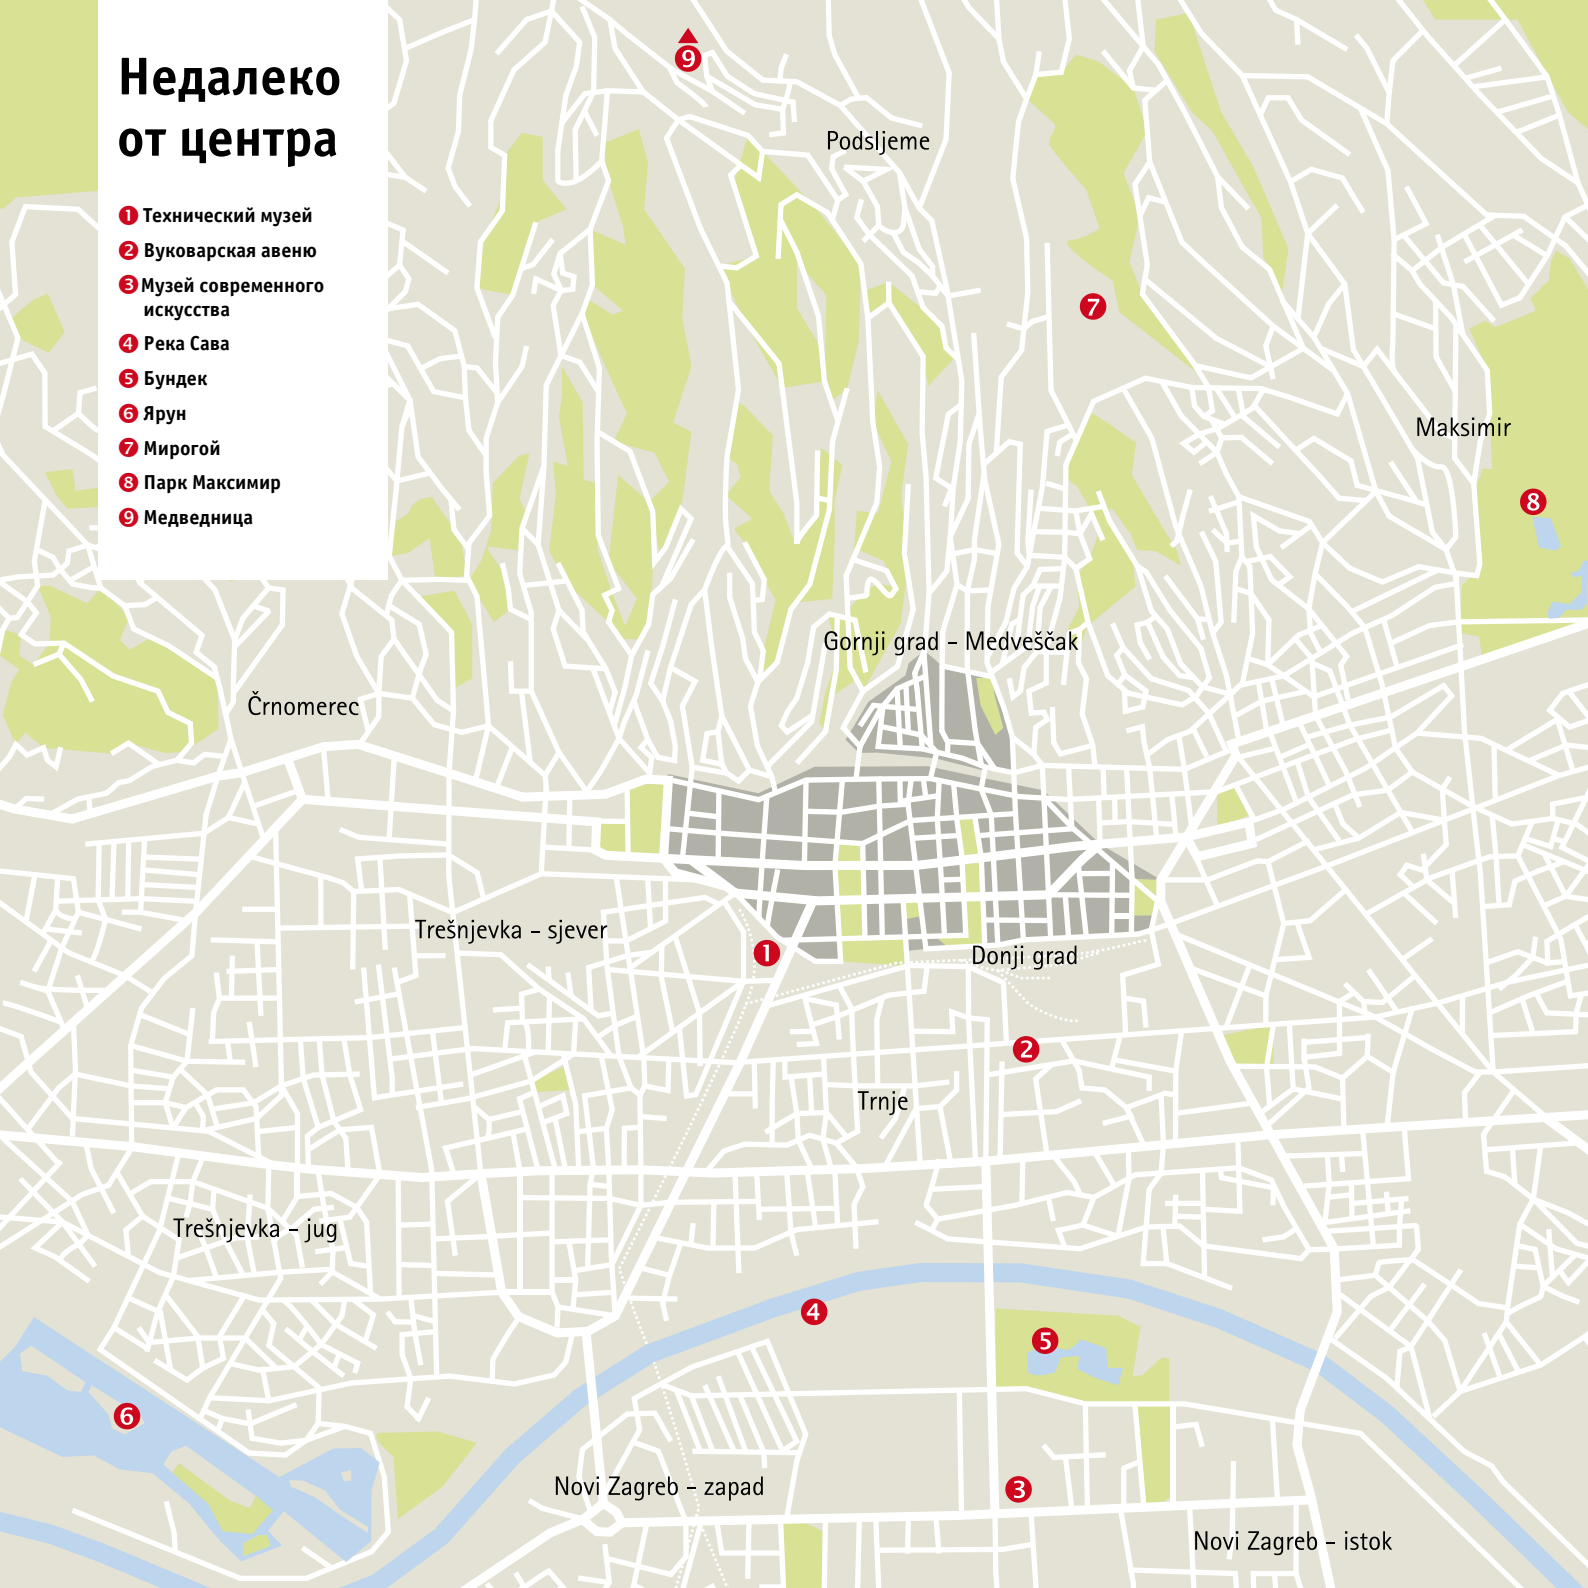 Недалеко
от центра
1 Технический музей
2 Вуковарская авеню
3 Музей современного
искусства
4 Река Сава
5 Бундек
6 Ярун
7 Мирогой
8 Парк Максимир
9 Медведница
9
Podsljeme
7
Maksimir
8
Gornji grad – Medveščak
Črnomerec
Trešnjevka – sjever
1
Donji grad
2
Trnje
Trešnjevka – jug
4
5
6
Novi Zagreb – zapad
3
Novi Zagreb – istok